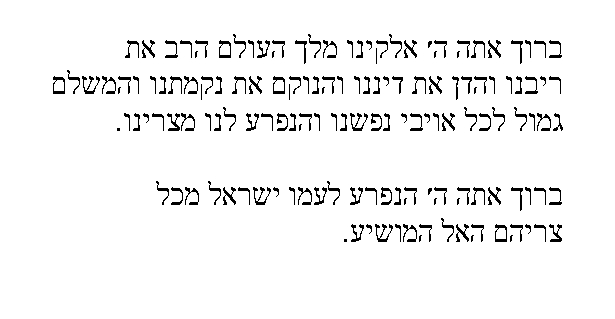 ברוך אתה ה' אלקינו מלך העולם הרב את
ריבנו והדן את דיננו והנוקם את נקמתנו והמשלם
גמול לכל אויבי נפשנו והנפרע לנו מצרינו.
ברוך אתה ה' הנפרע לעמו ישראל מכל
צריהם האל המושיע.